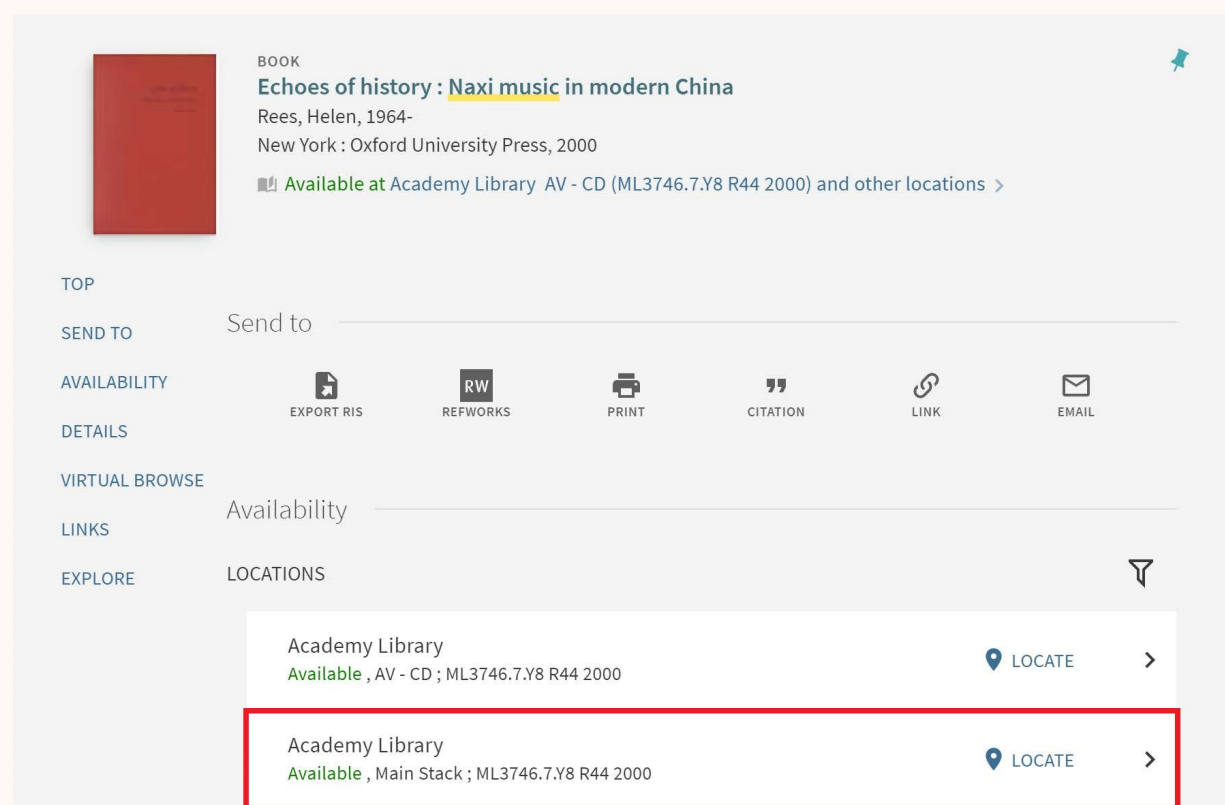 BOOK
Echoes of history : Naxi music in modern China
Rees, Helen, 1964-
New York : Oxford University Press, 2000
Available at Academy Library AV - CD (ML3746.7.Y8 R44 2000) and other locations
TOP
SEND TO
AVAILABILITY
DETAILS
VIRTUAL BROWSE
LINKS
EXPLORE
Send to
EXPORT RIS
RW
REFWORKS
PRINT
CITATION
LINK
EMAIL
Availability
LOCATIONS
Academy Library
Available , AV - CD ; ML3746.7.Y8 R44 2000
LOCATE
Academy Library
Available , Main Stack ; ML3746.7.Y8 R44 2000
LOCATE